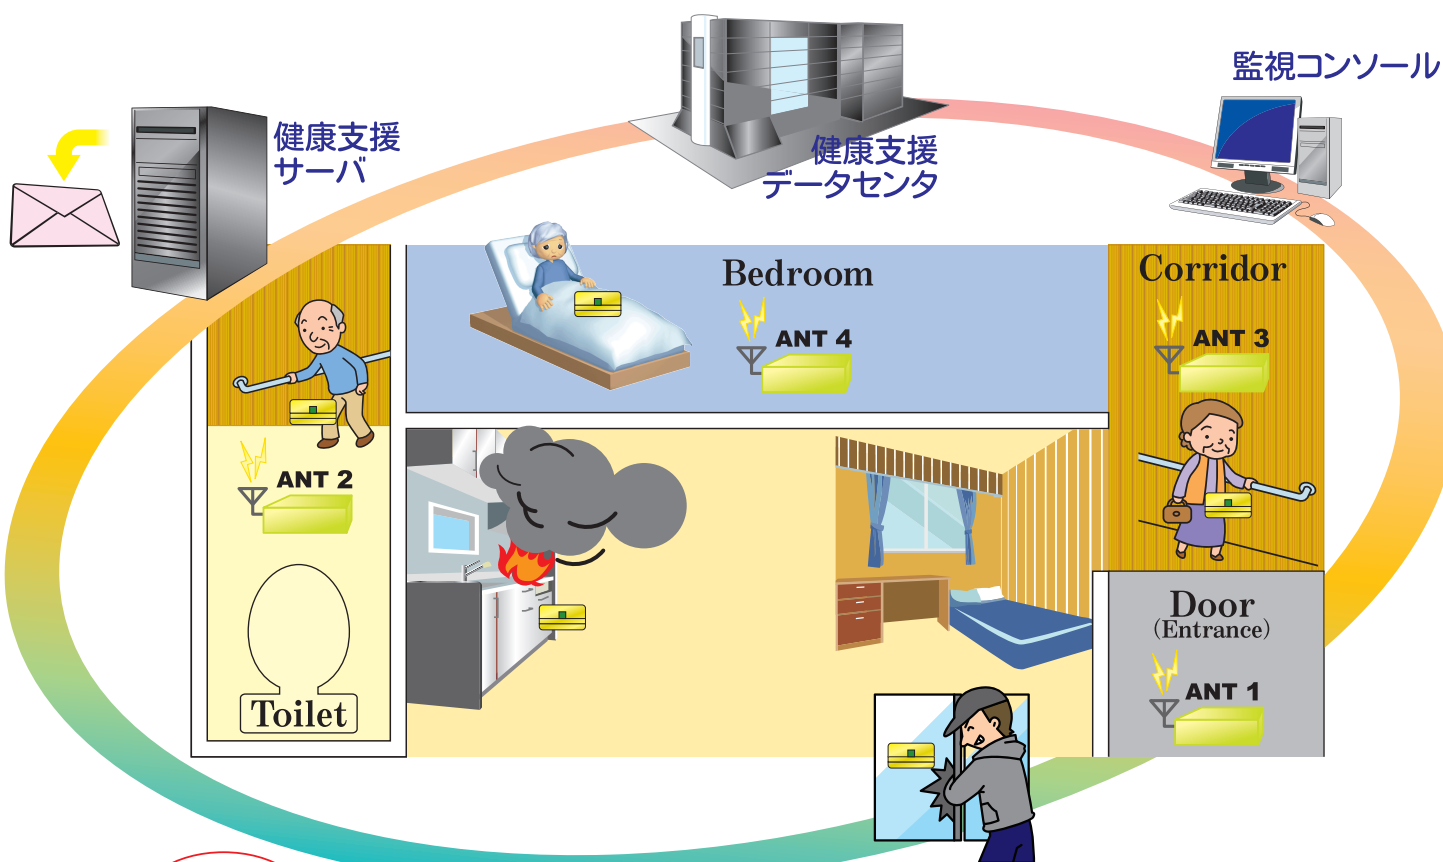 監視コンソール
健康支援
サーバ
健康支援
データセンタ
Bedroom
ANT 4
Corridor
ANT 3
ANT 2
Toilet
Door
(Entrance)
ANT 1